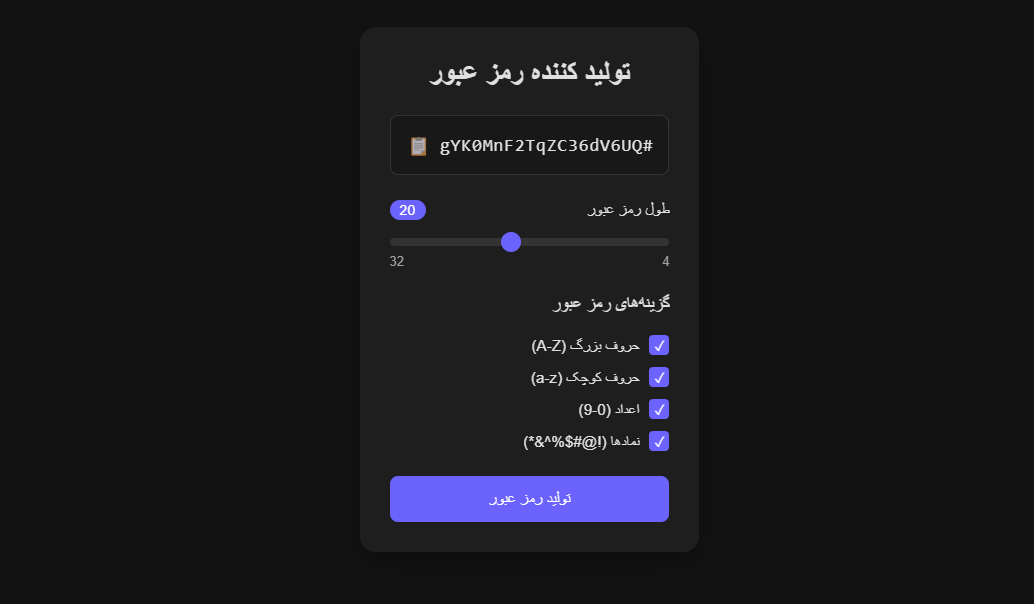 تولید کننده رمز عبور
gYK0MnF2TqZC36dV6UQ#
طول رمز عبور 20
4 32
گزینه‌های رمز عبور
حروف بزرگ (A-Z)
حروف کوچک (a-z)
اعداد (0-9)
نمادها (!@#$%^&*)
تولید رمز عبور